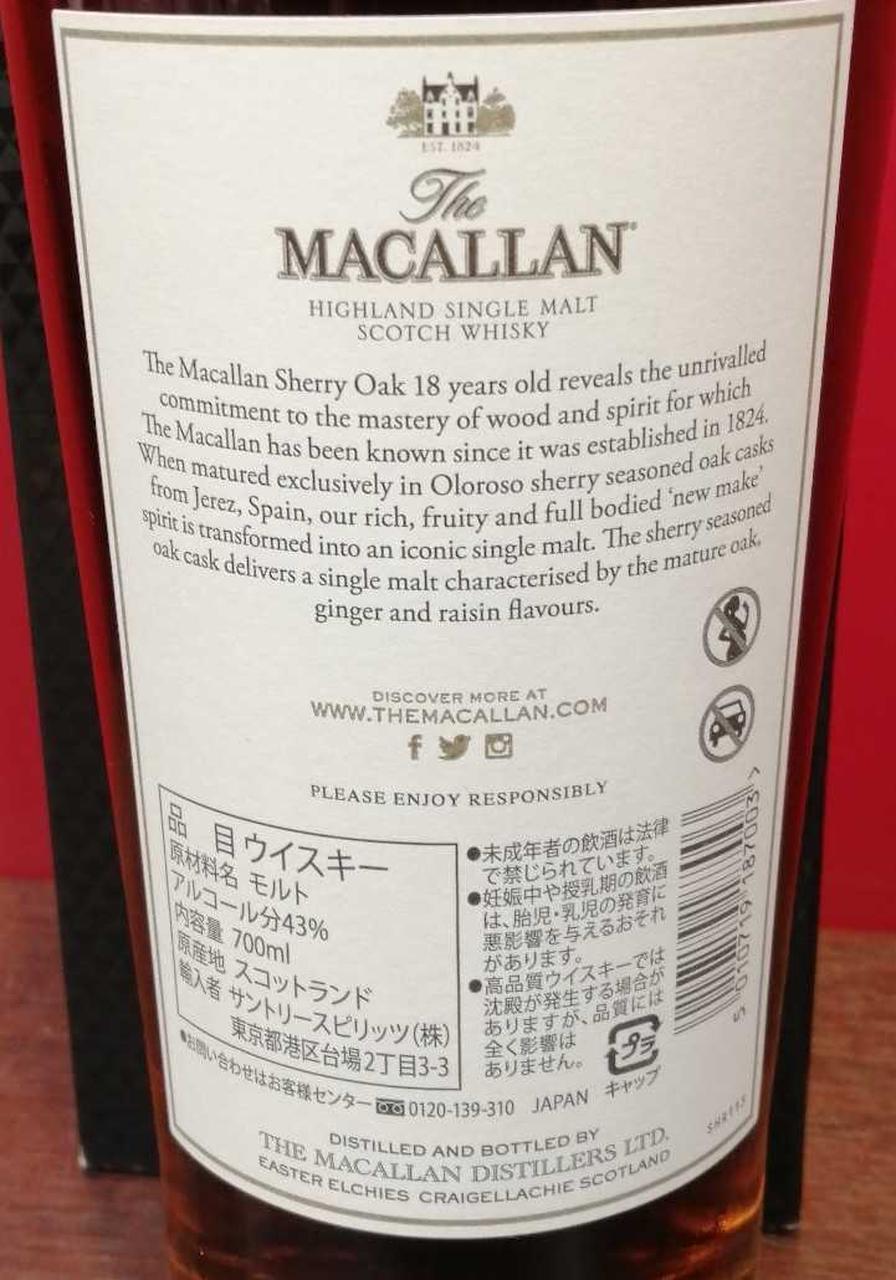 EST. 1824
The
MACALLAN
HIGHLAND SINGLE MALT
SCOTCH WHISKY
The Macallan Sherry Oak 18 years old reveals the unrivalled
commitment to the mastery of wood and spirit for which
The Macallan has been known since it was established in 1824.
When matured exclusively in Oloroso sherry seasoned oak casks
from Jerez, Spain, our rich, fruity and full bodied ‘new make’
spirit is transformed into an iconic single malt. The sherry seasoned
oak cask delivers a single malt characterised by the mature oak,
ginger and raisin flavours.
DISCOVER MORE AT
WWW.THEMACALLAN.COM
PLEASE ENJOY RESPONSIBLY
品 目 ウイスキー
原材料名 モルト
アルコール分43%
内容量 700ml
原産地 スコットランド
輸入者 サントリースピリッツ(株)
東京都港区台場2丁目3-3
●未成年者の飲酒は法律
で禁じられています。
●妊娠中や授乳期の飲酒
は、胎児・乳児の発育に
悪影響を与えるおそれ
があります。
●高品質ウイスキーでは
沈殿が発生する場合が
ありますが、品質には
全く影響は
ありません。
プラ
キャップ
5 010719 187003 >
●お問い合わせはお客様センター 0120-139-310 JAPAN
DISTILLED AND BOTTLED BY
THE MACALLAN DISTILLERS LTD.
EASTER ELCHIES CRAIGELLACHIE SCOTLAND